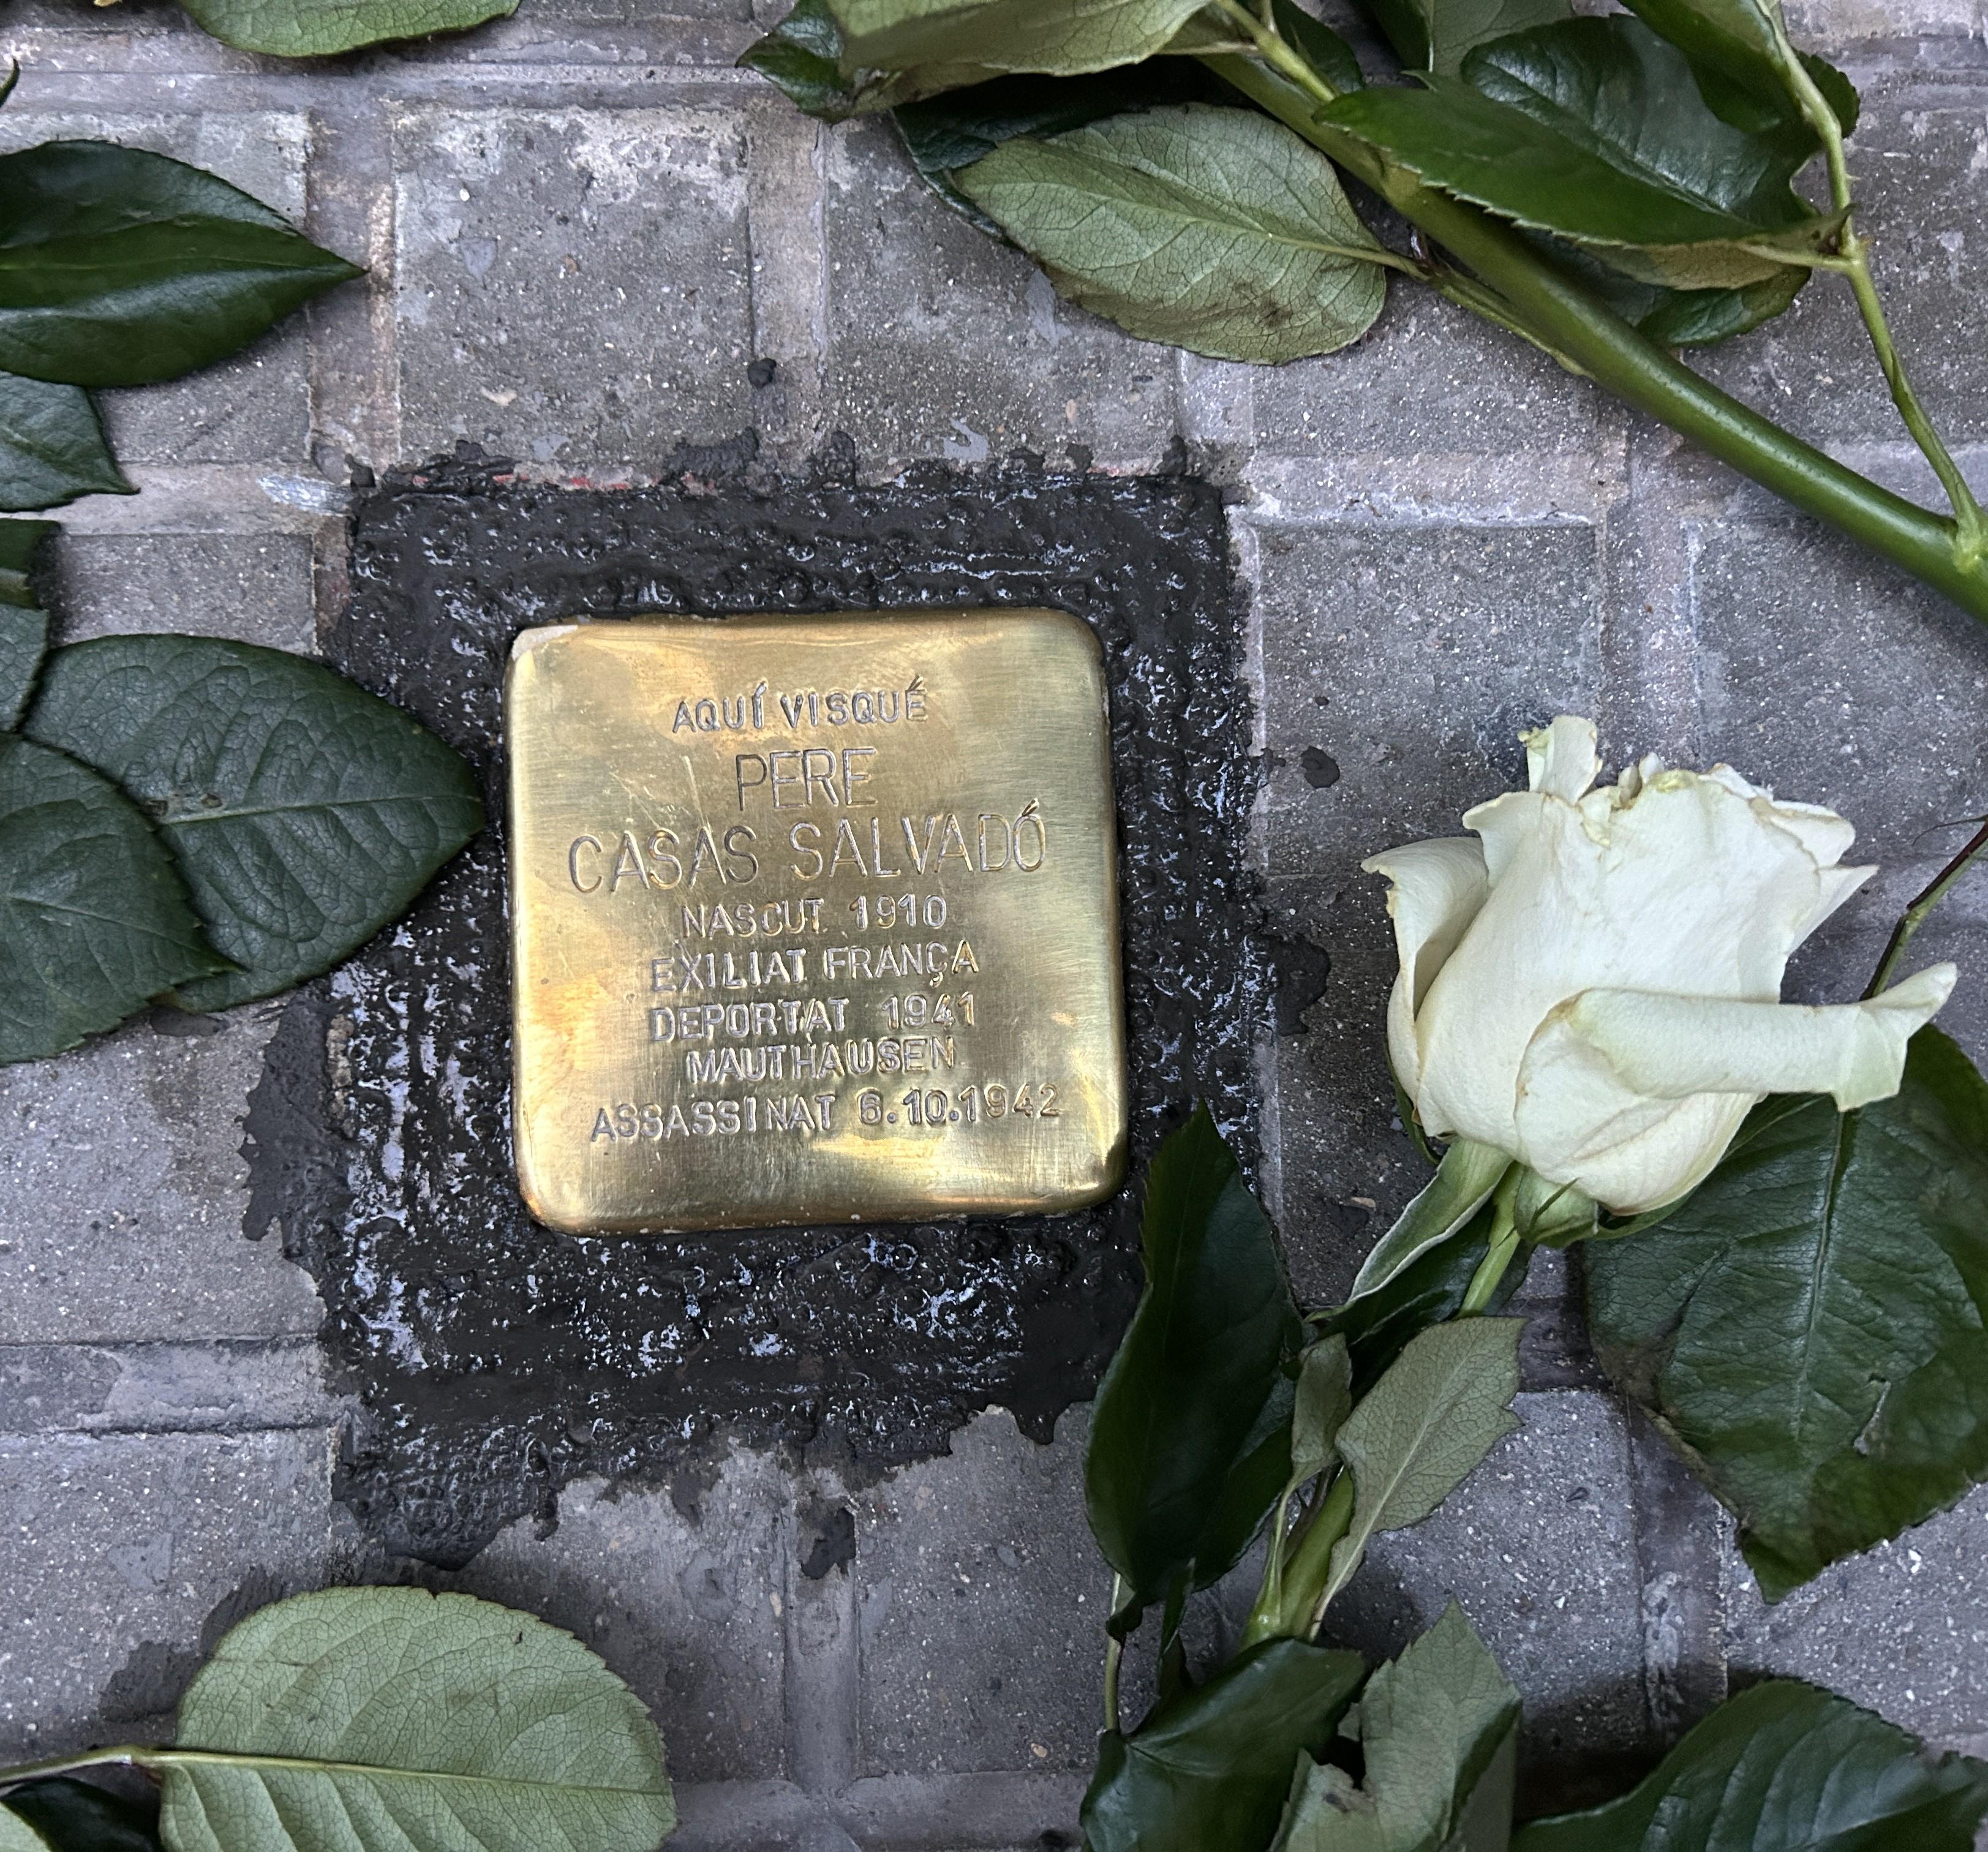 AQUÍ VISQUÉ
PERE
CASAS SALVADÓ
NASCUT 1910
EXILIAT FRANÇA
DEPORTAT 1941
MAUTHAUSEN
ASSASSINAT 6.10.1942